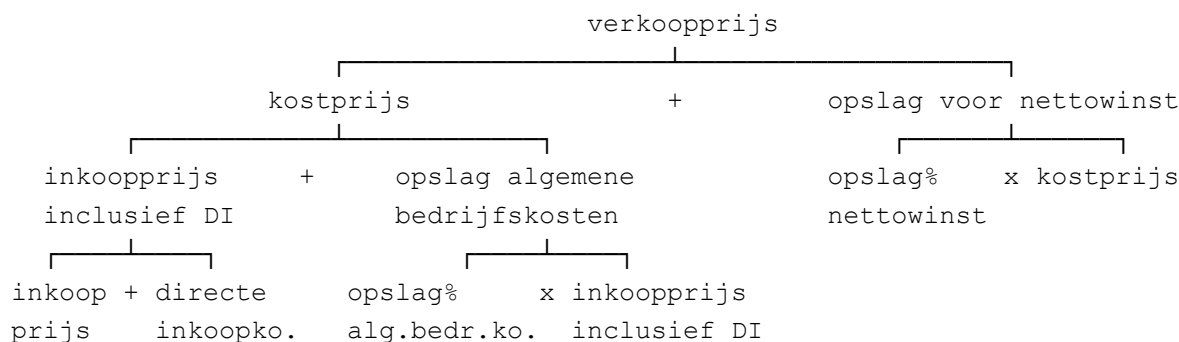 verkoopprijs
kostprijs + opslag voor nettowinst
inkoopprijs + opslag algemene opslag% x kostprijs
inclusief DI bedrijfskosten nettowinst
inkoop + directe opslag% x inkoopprijs
prijs inkoopko. alg.bedr.ko. inclusief DI